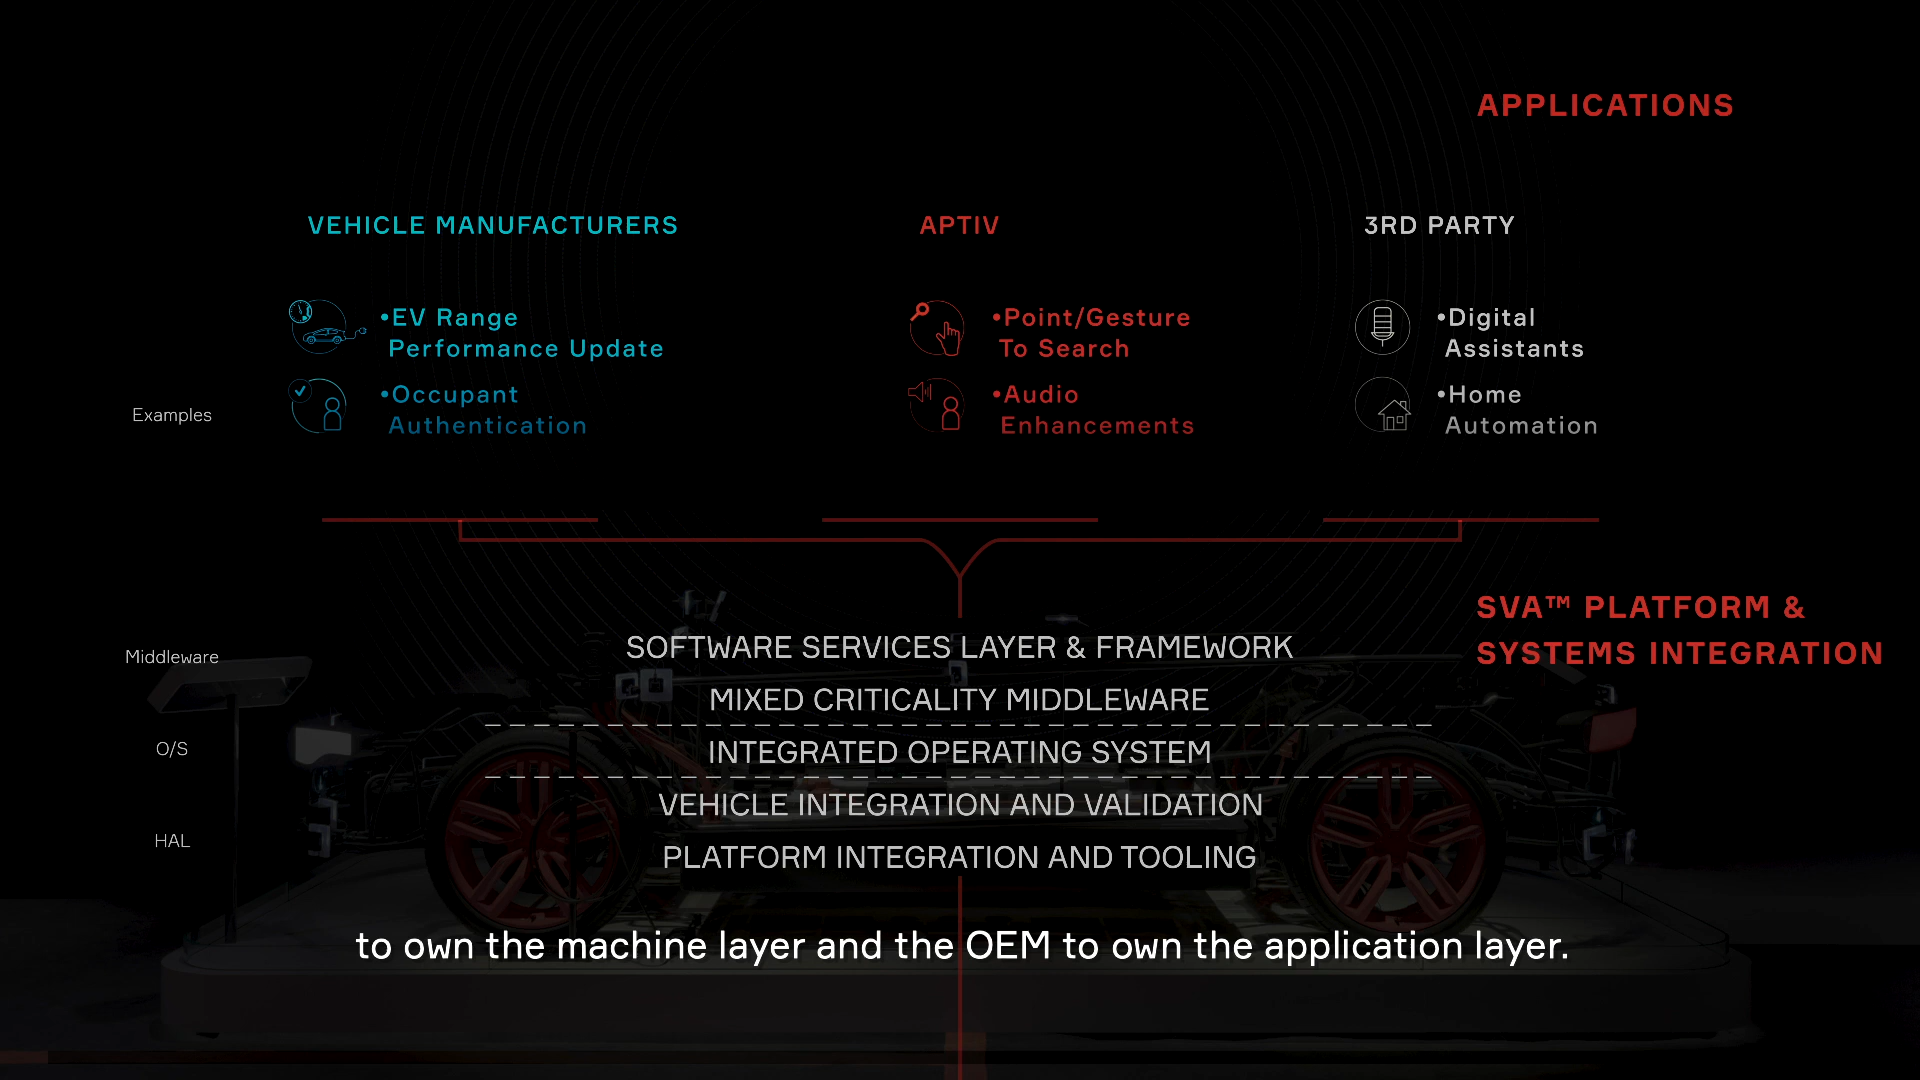 APPLICATIONS
VEHICLE MANUFACTURERS
APTIV
3RD PARTY
Examples
•EV Range
Performance Update
•Occupant
Authentication
•Point/Gesture
To Search
•Audio
Enhancements
•Digital
Assistants
•Home
Automation
SVA™ PLATFORM &
SYSTEMS INTEGRATION
Middleware
SOFTWARE SERVICES LAYER & FRAMEWORK
MIXED CRITICALITY MIDDLEWARE
O/S
INTEGRATED OPERATING SYSTEM
HAL
VEHICLE INTEGRATION AND VALIDATION
PLATFORM INTEGRATION AND TOOLING
to own the machine layer and the OEM to own the application layer.